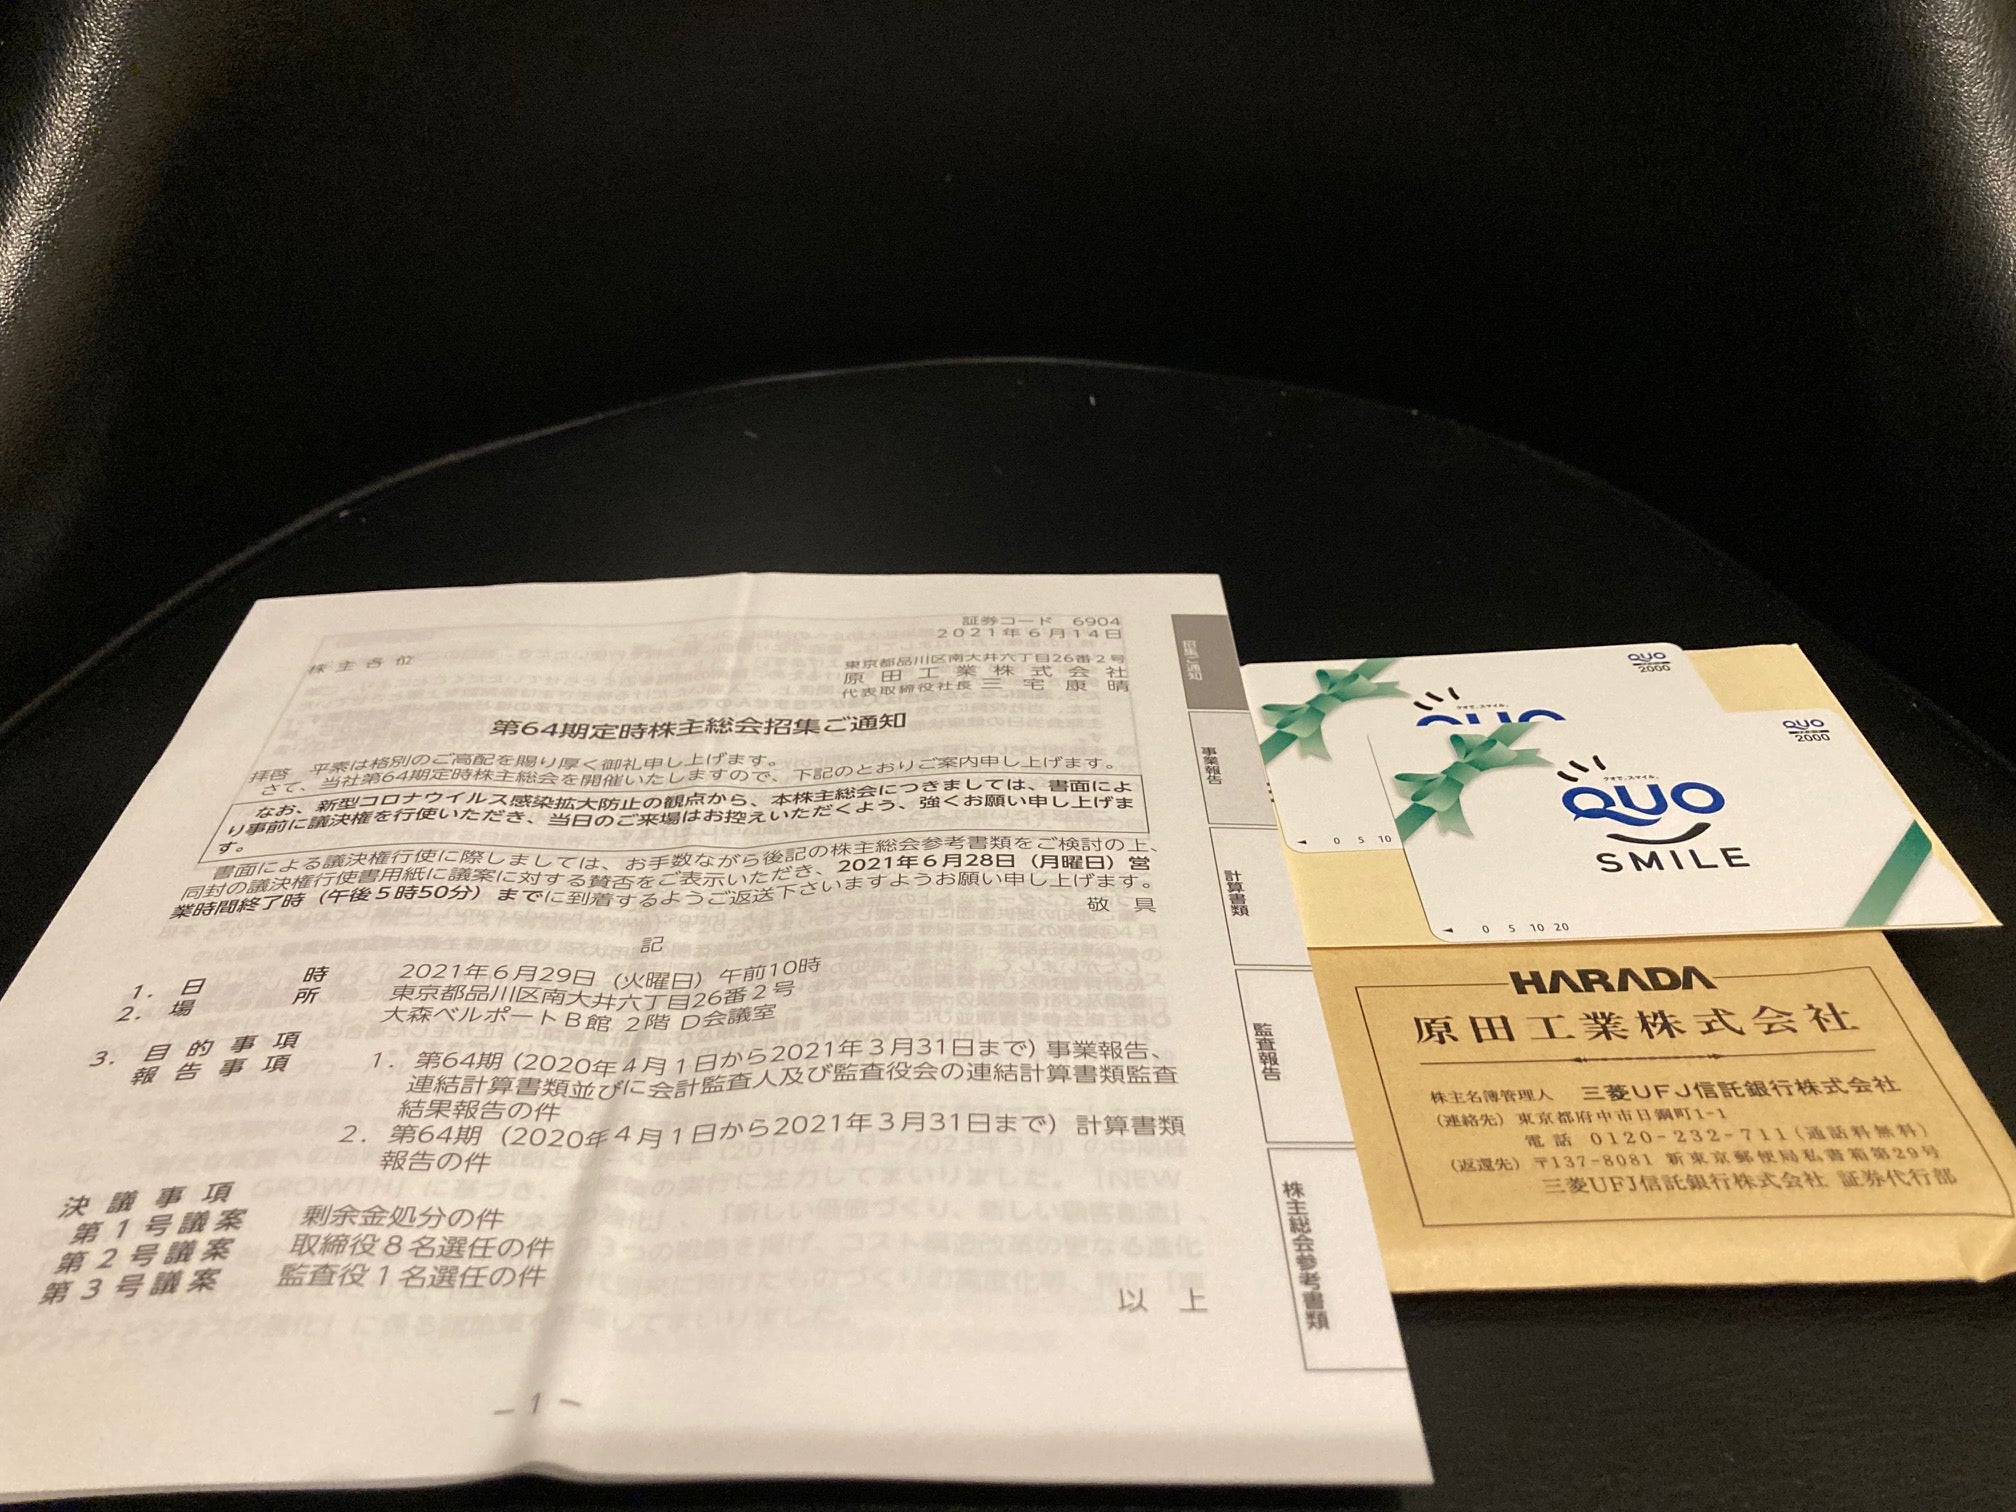 証券コード 6904
2021年6月14日
株主各位
東京都品川区南大井六丁目26番2号
原田工業株式会社
代表取締役社長 三宅康晴
第64期定時株主総会招集ご通知
拝啓 平素は格別のご高配を賜り厚く御礼申し上げます。
さて、当社第64期定時株主総会を開催いたしますので、下記のとおりご案内申し上げます。
なお、新型コロナウイルス感染拡大防止の観点から、本株主総会につきましては、書面によ
り事前に議決権を行使いただき、当日のご来場はお控えいただくよう、強くお願い申し上げま
す。
書面による議決権行使に際しましては、お手数ながら後記の株主総会参考書類をご検討の上、
同封の議決権行使書用紙に議案に対する賛否をご表示いただき、2021年6月28日(月曜日)営
業時間終了時(午後5時50分)までに到着するようご返送下さいますようお願い申し上げます。
敬具
記
1. 日時 2021年6月29日(火曜日)午前10時
2. 場所 東京都品川区南大井六丁目26番2号
大森ベルポートB館 2階 D会議室
3. 目的事項
報告事項 1. 第64期(2020年4月1日から2021年3月31日まで)事業報告、
連結計算書類並びに会計監査人及び監査役会の連結計算書類監査
結果報告の件
2. 第64期(2020年4月1日から2021年3月31日まで)計算書類
報告の件
決議事項
第1号議案 剰余金処分の件
第2号議案 取締役8名選任の件
第3号議案 監査役1名選任の件
以上
- 1 -
招集ご通知
事業報告
計算書類
監査報告
株主総会参考書類
QUO
2000
QUO
0 5 10
QUO
2000
クオで、スマイル。
QUO
SMILE
0 5 10 20
HARADA
原田工業株式会社
株主名簿管理人 三菱UFJ信託銀行株式会社
(連絡先) 東京都府中市日鋼町1-1
電話 0120-232-711(通話料無料)
(返還先) 〒137-8081 新東京郵便局私書箱第29号
三菱UFJ信託銀行株式会社 証券代行部